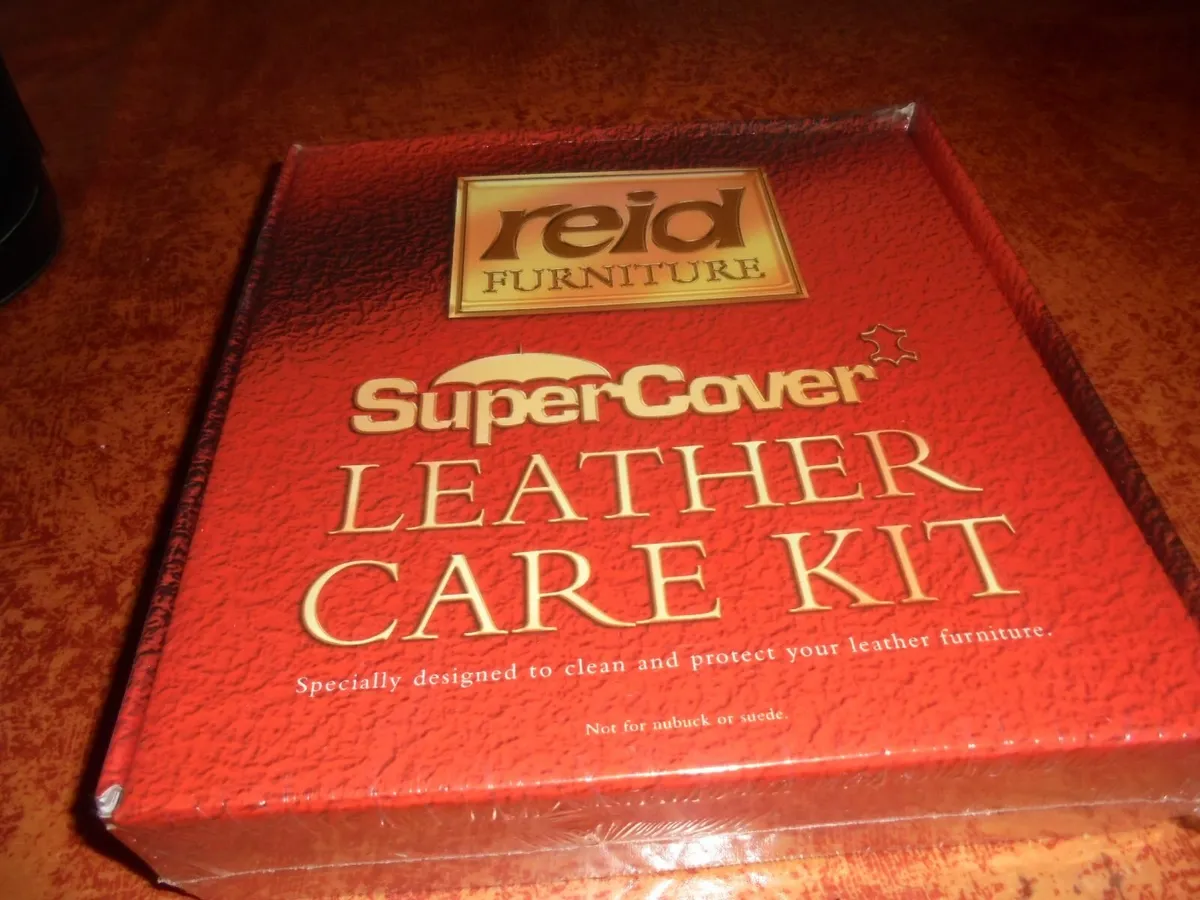 reid
FURNITURE
SuperCover
LEATHER
CARE KIT
Specially designed to clean and protect your leather furniture.
Not for nubuck or suede.